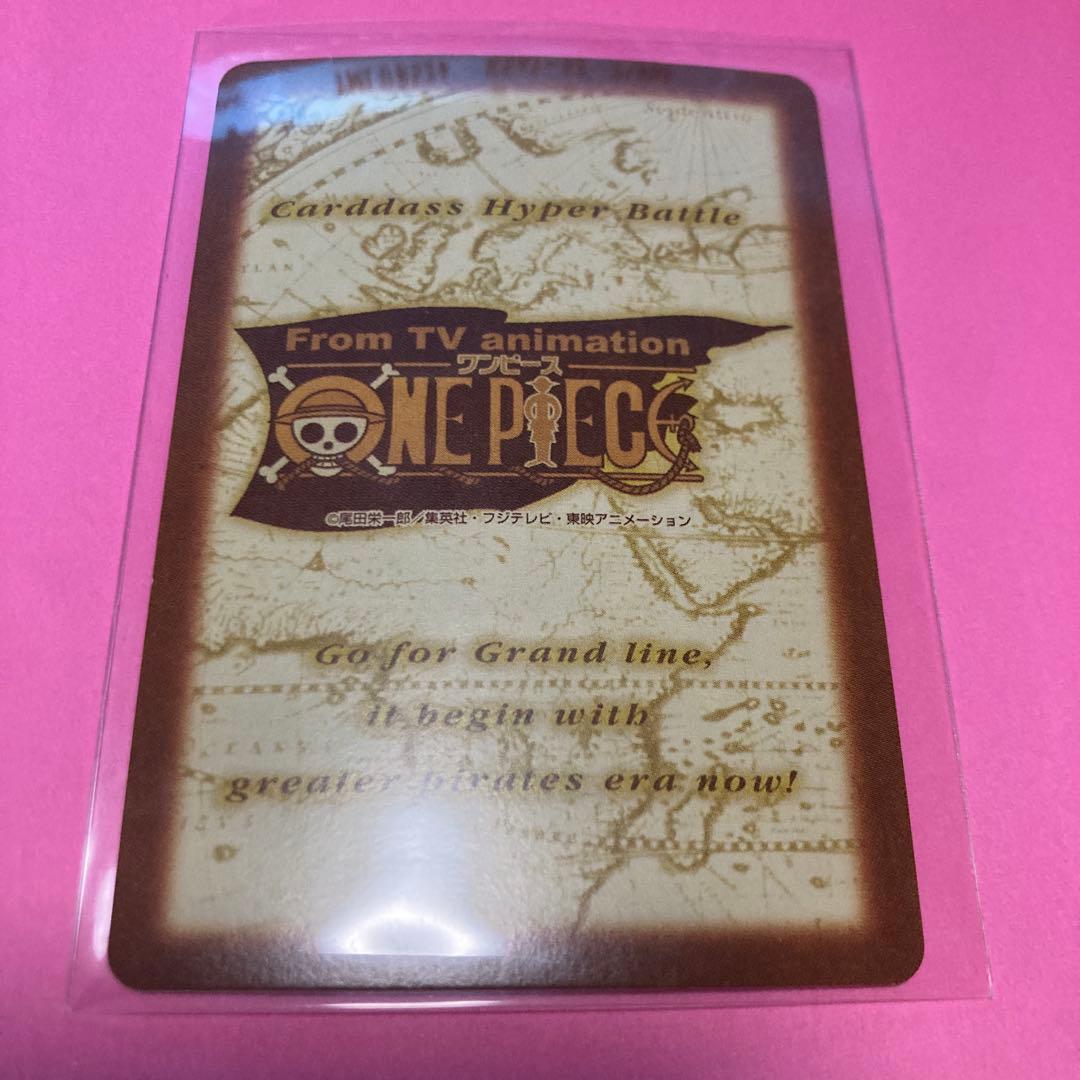 Carddass Hyper Battle
TLAN
From TV animation
ワンピース
ONE PIECE
©尾田栄一郎／集英社・フジテレビ・東映アニメーション
Go for Grand line,
it begin with
greater pirates era now!